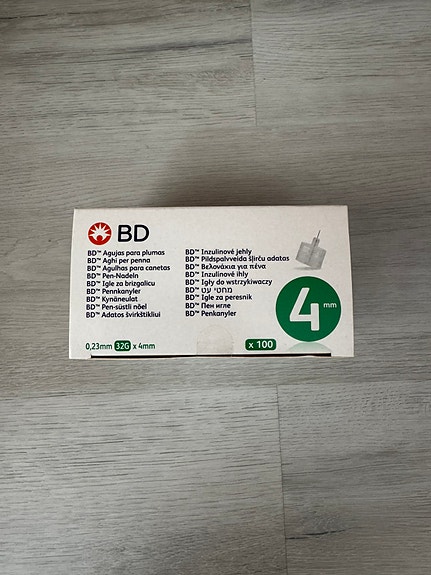 BD
BD™ Agujas para plumas
BD™ Aghi per penna
BD™ Agulhas para canetas
BD™ Pen-Nadeln
BD™ Igle za brizgalicu
BD™ Pennkanyler
BD™ Kynäneulat
BD™ Pen-süstli nõel
BD™ Adatos švirkštikliui
BD™ Inzulinové jehly
BD™ Pildspalvveida šļirču adatas
BD™ Βελονάκια για πένα
BD™ Inzulínové ihly
BD™ Igły do wstrzykiwaczy
BD™ מחטי עט
BD™ Igle za peresnik
BD™ Пен игле
BD™ Penkanyler
4 mm
0,23mm 32G x 4mm
x 100